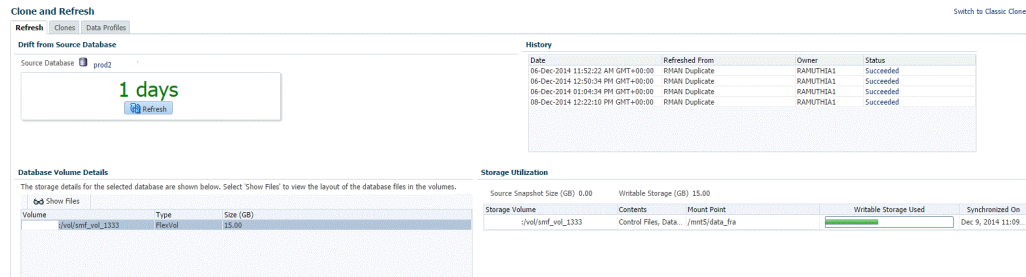 Clone and Refresh
Switch to Classic Clone
Refresh Clones Data Profiles
Drift from Source Database
Source Database prod2
1 days
Refresh
History
Date Refreshed From Owner Status
06-Dec-2014 11:52:22 AM GMT+00:00 RMAN Duplicate RAMUTHIA1 Succeeded
06-Dec-2014 12:50:34 PM GMT+00:00 RMAN Duplicate RAMUTHIA1 Succeeded
06-Dec-2014 01:04:34 PM GMT+00:00 RMAN Duplicate RAMUTHIA1 Succeeded
08-Dec-2014 12:22:10 PM GMT+00:00 RMAN Duplicate RAMUTHIA1 Succeeded
Database Volume Details
The storage details for the selected database are shown below. Select 'Show Files' to view the layout of the database files in the volumes.
Show Files
Volume Type Size (GB)
:/vol/smf_vol_1333 FlexVol 15.00
Storage Utilization
Source Snapshot Size (GB) 0.00 Writable Storage (GB) 15.00
Storage Volume Contents Mount Point Writable Storage Used Synchronized On
:/vol/smf_vol_1333 Control Files, Data... /mnt5/data_fra Dec 9, 2014 11:09...